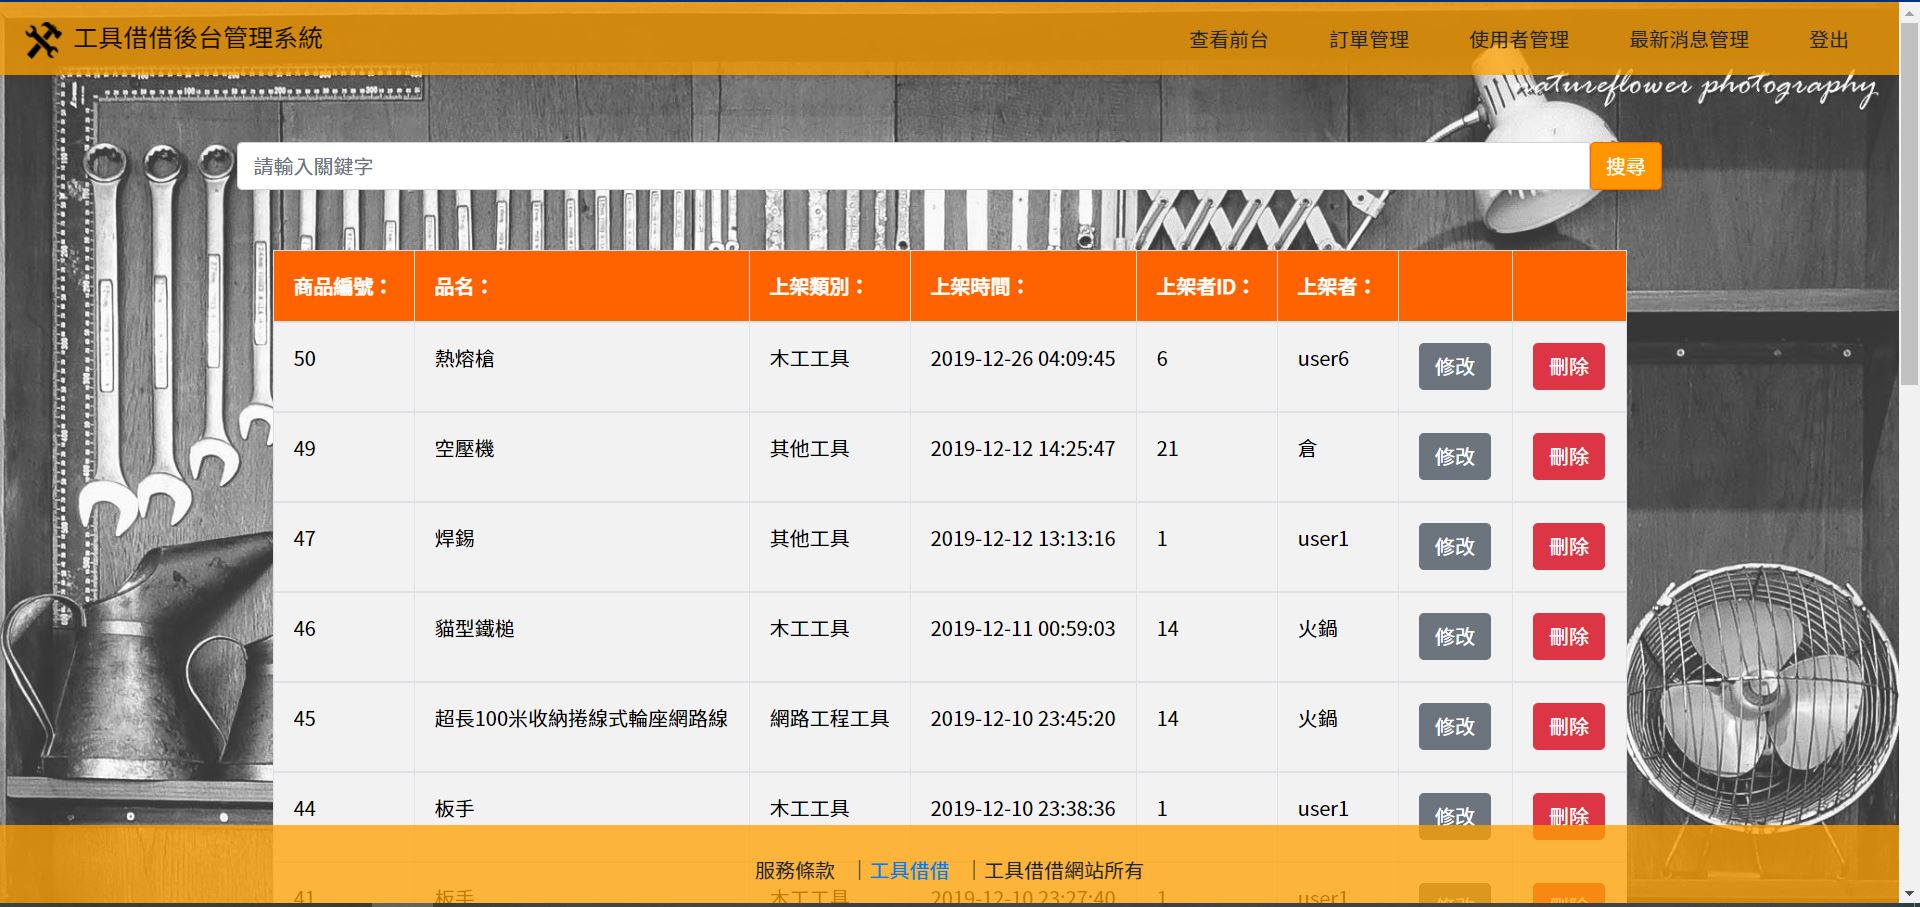 工具借借後台管理系統 查看前台 訂單管理 使用者管理 最新消息管理 登出
natureflower photography
請輸入關鍵字 搜尋
商品編號： 品名： 上架類別： 上架時間： 上架者ID： 上架者：
50 熱熔槍 木工工具 2019-12-26 04:09:45 6 user6 修改 刪除
49 空壓機 其他工具 2019-12-12 14:25:47 21 倉 修改 刪除
47 焊錫 其他工具 2019-12-12 13:13:16 1 user1 修改 刪除
46 貓型鐵槌 木工工具 2019-12-11 00:59:03 14 火鍋 修改 刪除
45 超長100米收納捲線式輪座網路線 網路工程工具 2019-12-10 23:45:20 14 火鍋 修改 刪除
44 板手 木工工具 2019-12-10 23:38:36 1 user1 修改 刪除
服務條款 ｜工具借借 ｜工具借借網站所有
41 板手 木工工具 2019-12-10 23:27:40 1 user1 修改 刪除